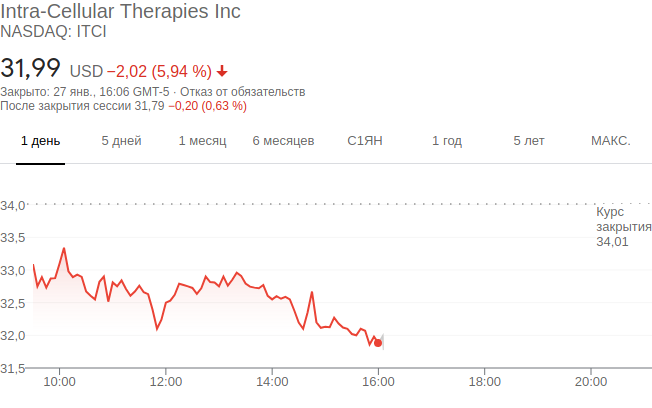 Intra-Cellular Therapies Inc
NASDAQ: ITCI
31,99 USD −2,02 (5,94 %)
Закрыто: 27 янв., 16:06 GMT-5 · Отказ от обязательств
После закрытия сессии 31,79 −0,20 (0,63 %)
1 день 5 дней 1 месяц 6 месяцев С1ЯН 1 год 5 лет МАКС.
34,0
Курс
закрытия
34,01
33,5
33,0
32,5
32,0
31,5
10:00 12:00 14:00 16:00 18:00 20:00